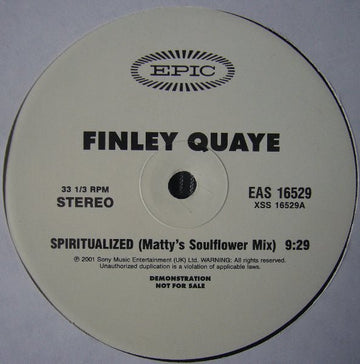 EPIC
FINLEY QUAYE
33 1/3 RPM
STEREO
EAS 16529
XSS 16529A
SPIRITUALIZED (Matty's Soulflower Mix) 9:29
℗ 2001 Sony Music Entertainment (UK) Ltd. WARNING: All rights reserved.
Unauthorized duplication is a violation of applicable laws.
DEMONSTRATION
NOT FOR SALE